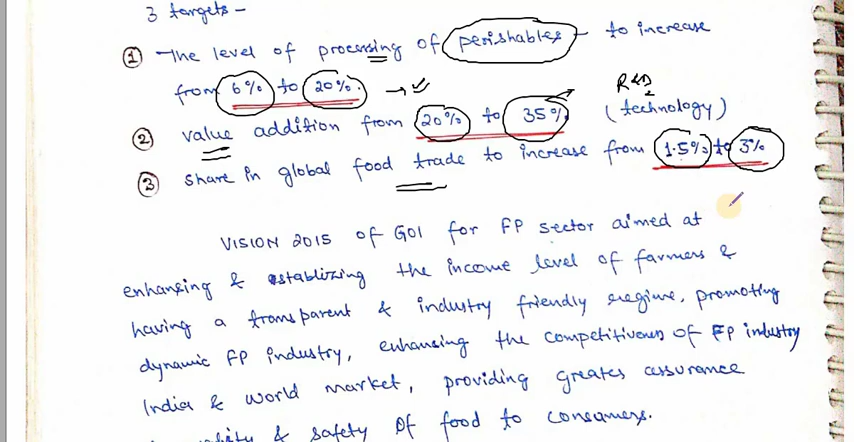 3 targets -
① The level of processing of perishables - to increase
from 6% to 20%. → ✓
R&D
② value addition from 20% to 35% (technology)
③ share in global food trade to increase from 1.5% to 3%
VISION 2015 of GOI for FP sector aimed at
enhancing & establizing the income level of farmers &
having a transparent & industry friendly regime, promoting
dynamic FP industry, enhancing the of FP industry
India & world market, providing greates assurance
& safety of food to consumers.